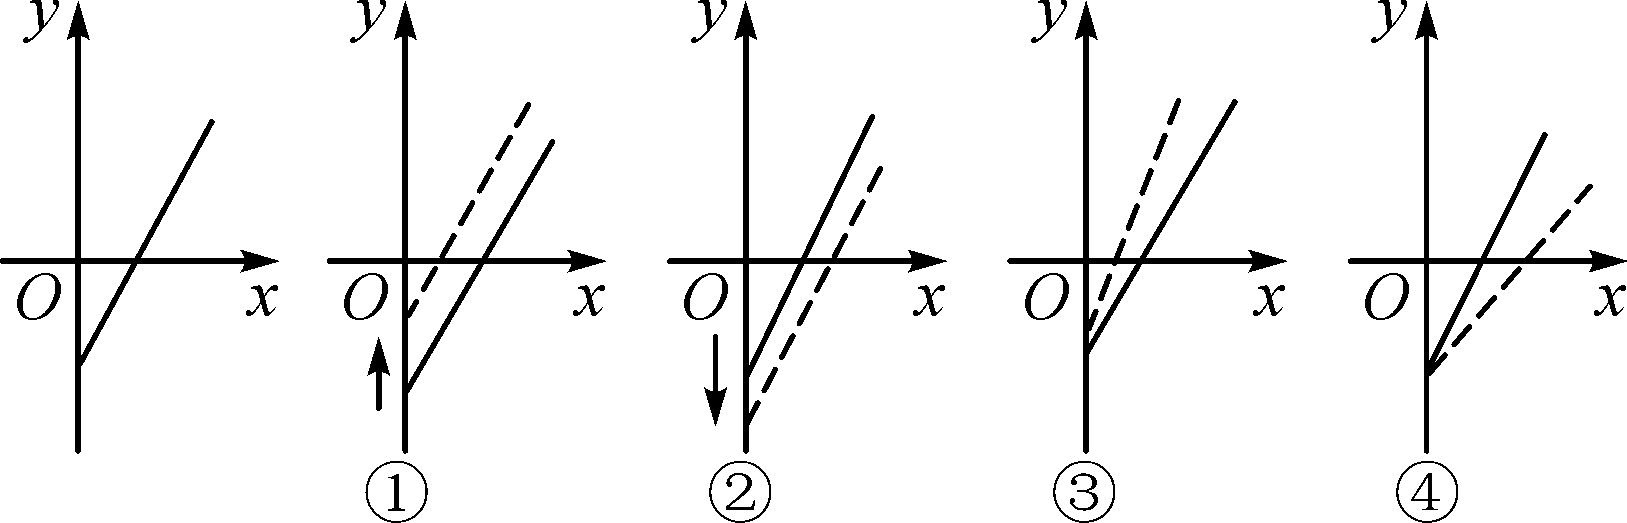 y y y y y
O x O x O x O x O x
① ② ③ ④